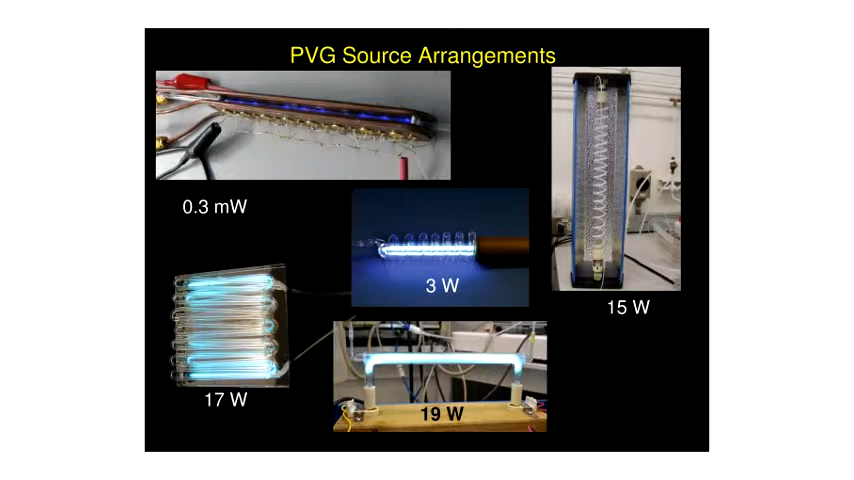 PVG Source Arrangements
0.3 mW
3 W
15 W
17 W
19 W